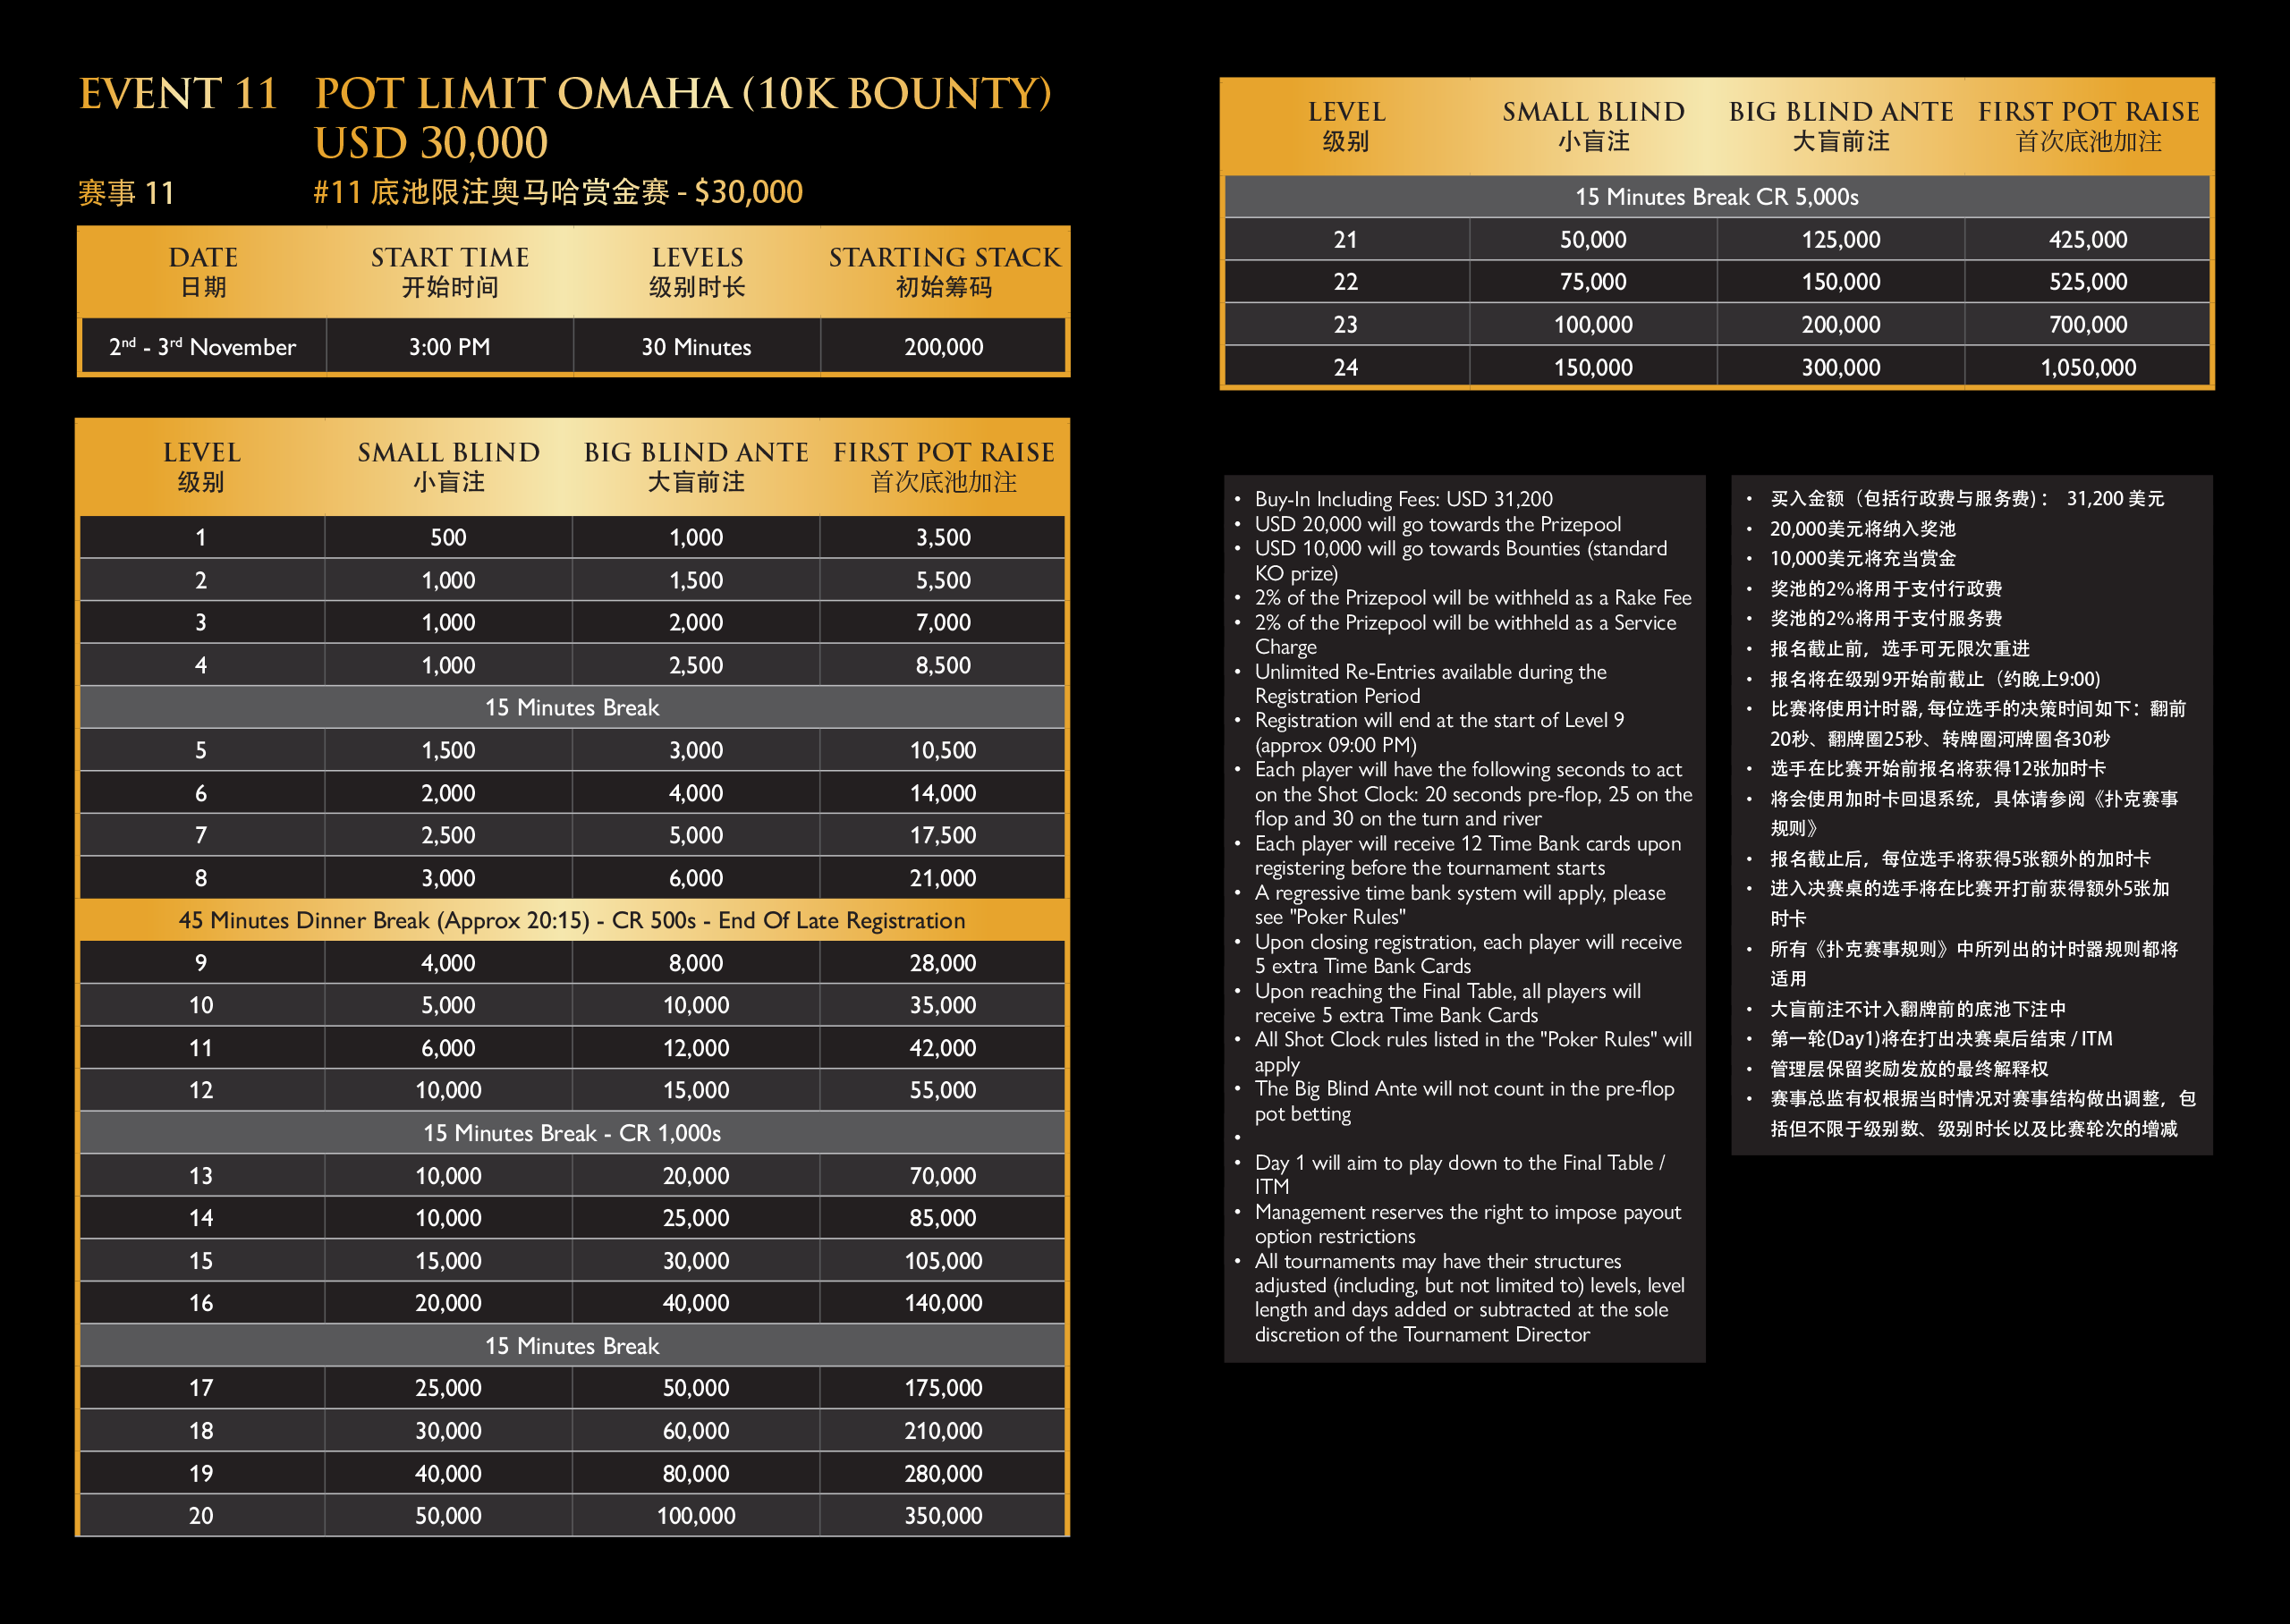 EVENT 11 POT LIMIT OMAHA (10K BOUNTY)
USD 30,000
赛事 11 #11 底池限注奥马哈赏金赛 - $30,000
DATE START TIME LEVELS STARTING STACK
日期 开始时间 级别时长 初始筹码
2nd - 3rd November 3:00 PM 30 Minutes 200,000
LEVEL SMALL BLIND BIG BLIND ANTE FIRST POT RAISE
级别 小盲注 大盲前注 首次底池加注
1 500 1,000 3,500
2 1,000 1,500 5,500
3 1,000 2,000 7,000
4 1,000 2,500 8,500
15 Minutes Break
5 1,500 3,000 10,500
6 2,000 4,000 14,000
7 2,500 5,000 17,500
8 3,000 6,000 21,000
45 Minutes Dinner Break (Approx 20:15) - CR 500s - End Of Late Registration
9 4,000 8,000 28,000
10 5,000 10,000 35,000
11 6,000 12,000 42,000
12 10,000 15,000 55,000
15 Minutes Break - CR 1,000s
13 10,000 20,000 70,000
14 10,000 25,000 85,000
15 15,000 30,000 105,000
16 20,000 40,000 140,000
15 Minutes Break
17 25,000 50,000 175,000
18 30,000 60,000 210,000
19 40,000 80,000 280,000
20 50,000 100,000 350,000
LEVEL SMALL BLIND BIG BLIND ANTE FIRST POT RAISE
级别 小盲注 大盲前注 首次底池加注
15 Minutes Break CR 5,000s
21 50,000 125,000 425,000
22 75,000 150,000 525,000
23 100,000 200,000 700,000
24 150,000 300,000 1,050,000
• Buy-In Including Fees: USD 31,200
• USD 20,000 will go towards the Prizepool
• USD 10,000 will go towards Bounties (standard
KO prize)
• 2% of the Prizepool will be withheld as a Rake Fee
• 2% of the Prizepool will be withheld as a Service
Charge
• Unlimited Re-Entries available during the
Registration Period
• Registration will end at the start of Level 9
(approx 09:00 PM)
• Each player will have the following seconds to act
on the Shot Clock: 20 seconds pre-flop, 25 on the
flop and 30 on the turn and river
• Each player will receive 12 Time Bank cards upon
registering before the tournament starts
• A regressive time bank system will apply, please
see "Poker Rules"
• Upon closing registration, each player will receive
5 extra Time Bank Cards
• Upon reaching the Final Table, all players will
receive 5 extra Time Bank Cards
• All Shot Clock rules listed in the "Poker Rules" will
apply
• The Big Blind Ante will not count in the pre-flop
pot betting
•
• Day 1 will aim to play down to the Final Table /
ITM
• Management reserves the right to impose payout
option restrictions
• All tournaments may have their structures
adjusted (including, but not limited to) levels, level
length and days added or subtracted at the sole
discretion of the Tournament Director
• 买入金额（包括行政费与服务费）： 31,200 美元
• 20,000美元将纳入奖池
• 10,000美元将充当赏金
• 奖池的2%将用于支付行政费
• 奖池的2%将用于支付服务费
• 报名截止前，选手可无限次重进
• 报名将在级别9开始前截止（约晚上9:00)
• 比赛将使用计时器, 每位选手的决策时间如下：翻前
20秒、翻牌圈25秒、转牌圈河牌圈各30秒
• 选手在比赛开始前报名将获得12张加时卡
• 将会使用加时卡回退系统，具体请参阅《扑克赛事
规则》
• 报名截止后，每位选手将获得5张额外的加时卡
• 进入决赛桌的选手将在比赛开打前获得额外5张加
时卡
• 所有《扑克赛事规则》中所列出的计时器规则都将
适用
• 大盲前注不计入翻牌前的底池下注中
• 第一轮(Day1)将在打出决赛桌后结束 / ITM
• 管理层保留奖励发放的最终解释权
• 赛事总监有权根据当时情况对赛事结构做出调整，包
括但不限于级别数、级别时长以及比赛轮次的增减